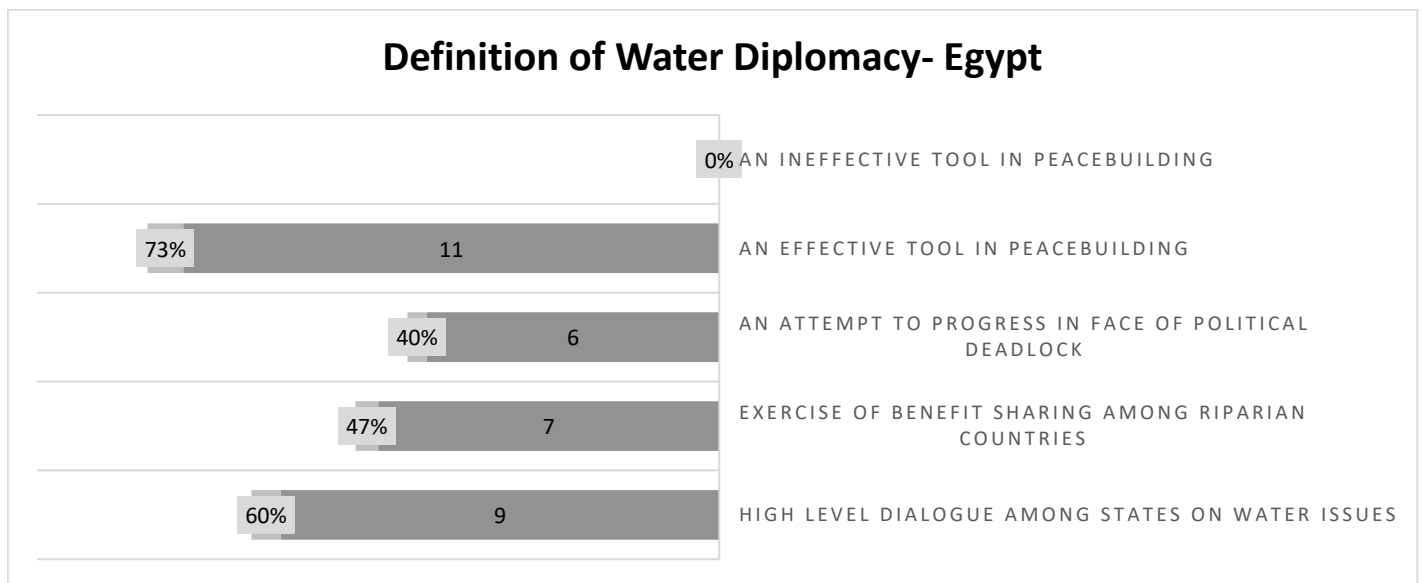 Definition of Water Diplomacy- Egypt
0% AN INEFFECTIVE TOOL IN PEACEBUILDING
73% 11 AN EFFECTIVE TOOL IN PEACEBUILDING
40% 6 AN ATTEMPT TO PROGRESS IN FACE OF POLITICAL
DEADLOCK
47% 7 EXERCISE OF BENEFIT SHARING AMONG RIPARIAN
COUNTRIES
60% 9 HIGH LEVEL DIALOGUE AMONG STATES ON WATER ISSUES